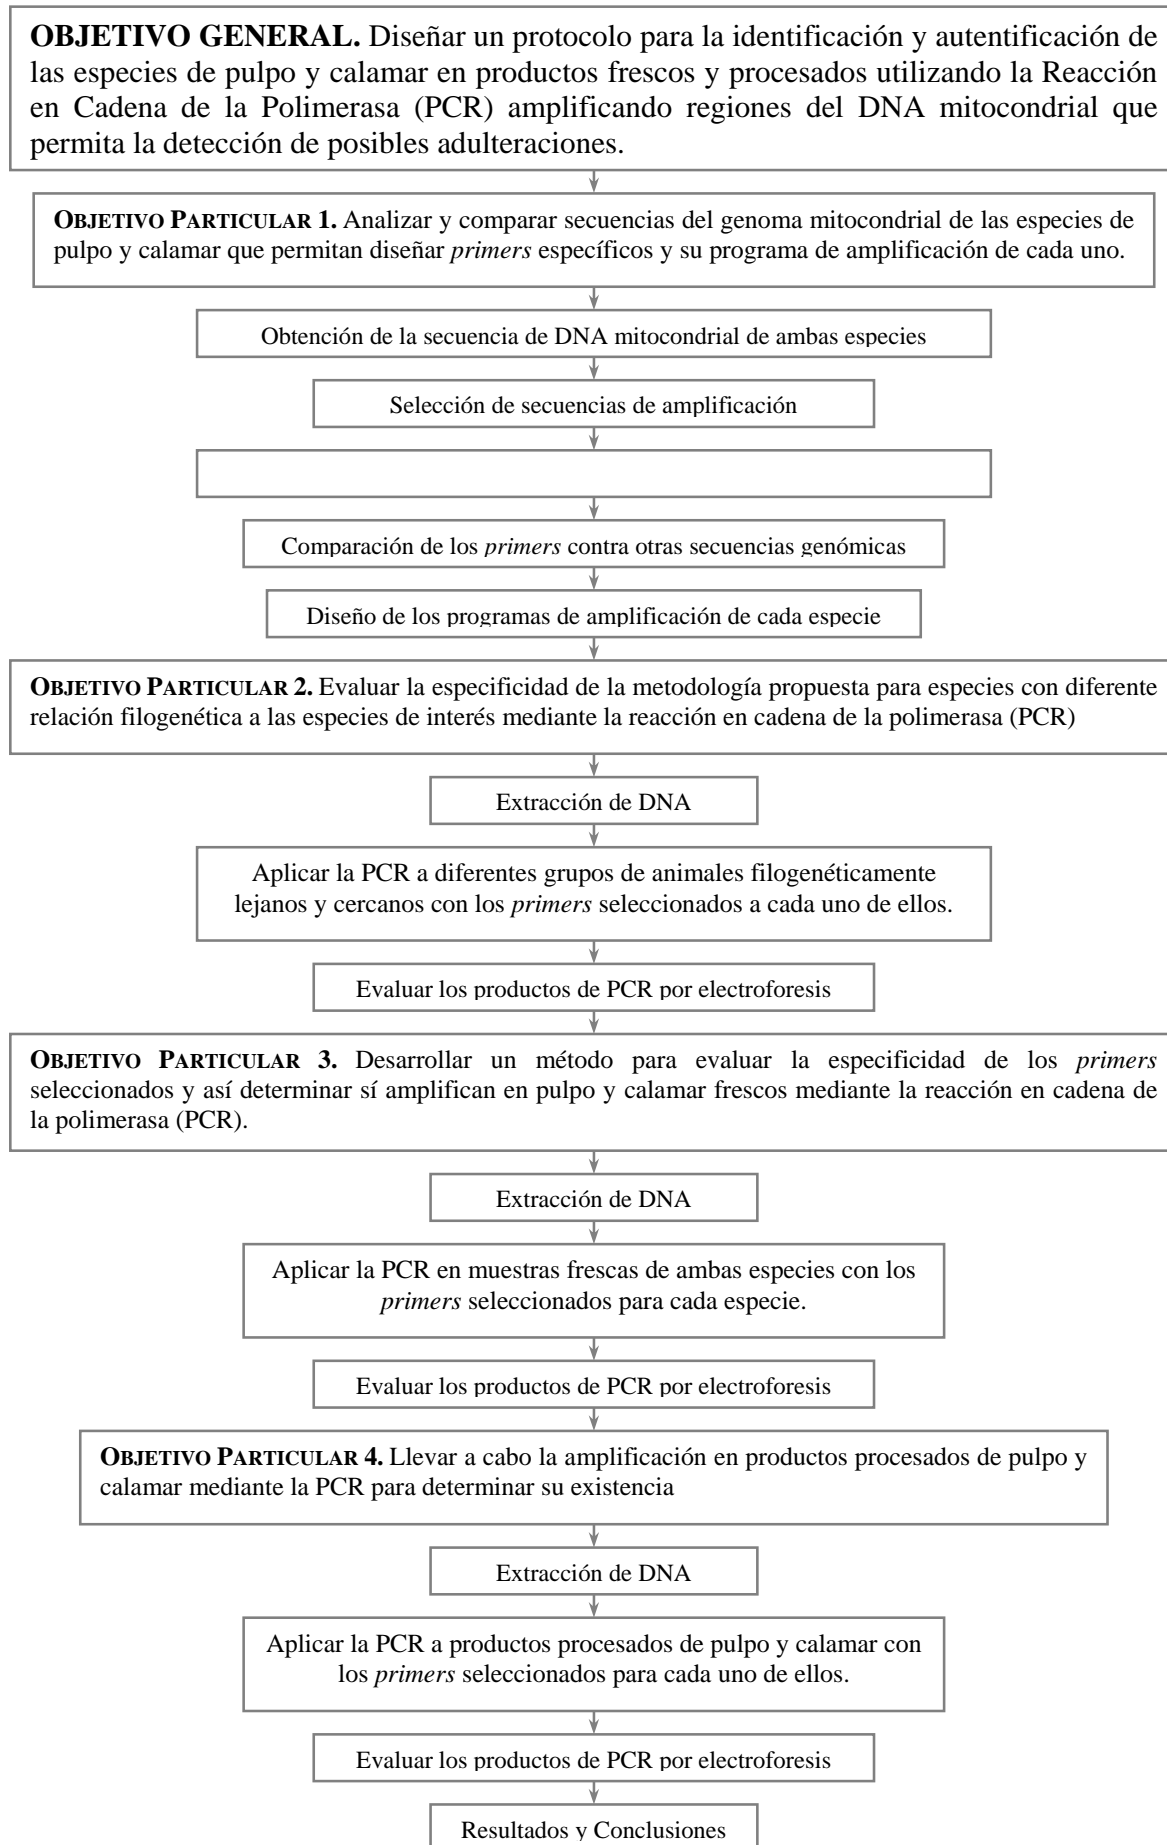 OBJETIVO GENERAL. Diseñar un protocolo para la identificación y autentificación de
las especies de pulpo y calamar en productos frescos y procesados utilizando la Reacción
en Cadena de la Polimerasa (PCR) amplificando regiones del DNA mitocondrial que
permita la detección de posibles adulteraciones.
OBJETIVO PARTICULAR 1. Analizar y comparar secuencias del genoma mitocondrial de las especies de
pulpo y calamar que permitan diseñar primers específicos y su programa de amplificación de cada uno.
Obtención de la secuencia de DNA mitocondrial de ambas especies
Selección de secuencias de amplificación
Comparación de los primers contra otras secuencias genómicas
Diseño de los programas de amplificación de cada especie
OBJETIVO PARTICULAR 2. Evaluar la especificidad de la metodología propuesta para especies con diferente
relación filogenética a las especies de interés mediante la reacción en cadena de la polimerasa (PCR)
Extracción de DNA
Aplicar la PCR a diferentes grupos de animales filogenéticamente
lejanos y cercanos con los primers seleccionados a cada uno de ellos.
Evaluar los productos de PCR por electroforesis
OBJETIVO PARTICULAR 3. Desarrollar un método para evaluar la especificidad de los primers
seleccionados y así determinar sí amplifican en pulpo y calamar frescos mediante la reacción en cadena de
la polimerasa (PCR).
Extracción de DNA
Aplicar la PCR en muestras frescas de ambas especies con los
primers seleccionados para cada especie.
Evaluar los productos de PCR por electroforesis
OBJETIVO PARTICULAR 4. Llevar a cabo la amplificación en productos procesados de pulpo y
calamar mediante la PCR para determinar su existencia
Extracción de DNA
Aplicar la PCR a productos procesados de pulpo y calamar con
los primers seleccionados para cada uno de ellos.
Evaluar los productos de PCR por electroforesis
Resultados y Conclusiones